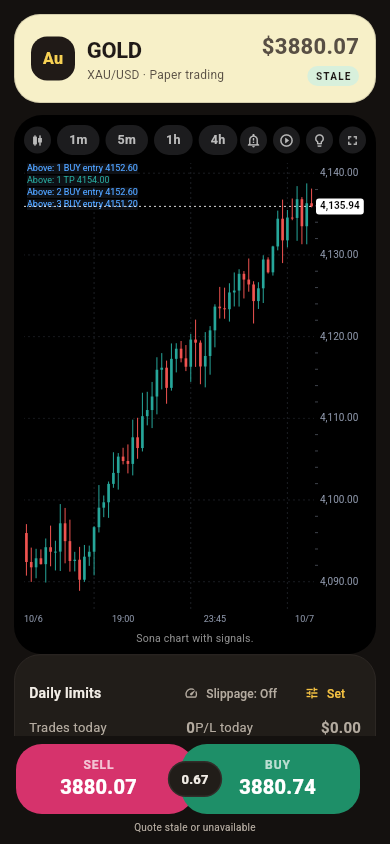 Au
GOLD
XAU/USD · Paper trading
$3880.07
STALE
1m 5m 1h 4h
Above: 1 BUY entry 4152.60
Above: 1 TP 4154.00
Above: 2 BUY entry 4152.60
Above: 3 BUY entry 4151.20
4,140.00
4,135.94
4,130.00
4,120.00
4,110.00
4,100.00
4,090.00
10/6 19:00 23:45 10/7
Sona chart with signals.
Daily limits Slippage: Off Set
Trades today 0P/L today $0.00
SELL
3880.07
0.67
BUY
3880.74
Quote stale or unavailable